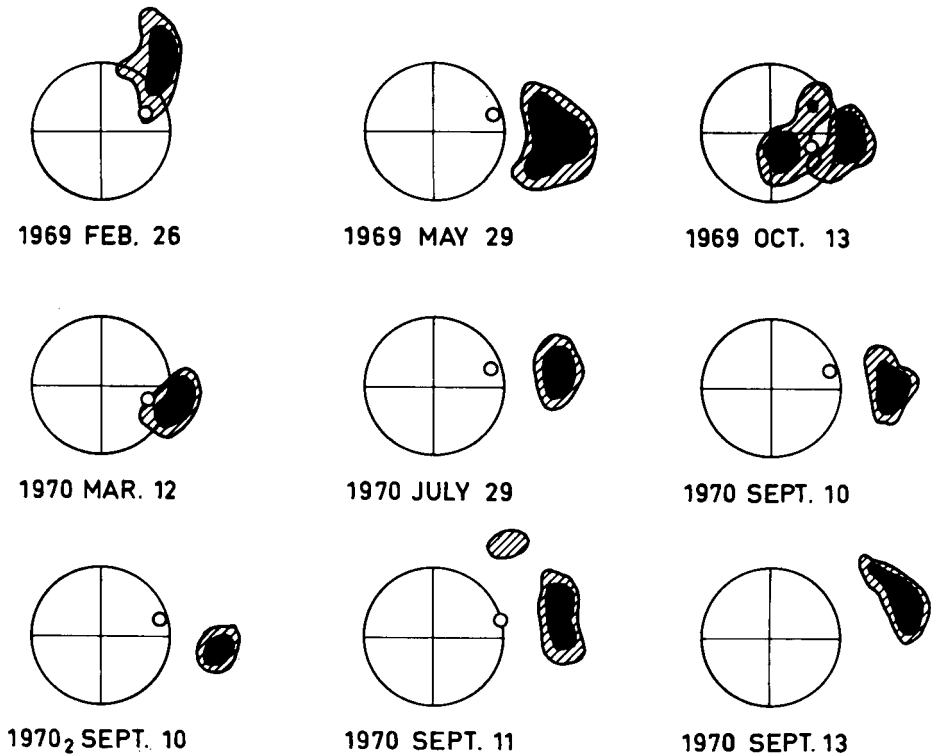 1969 FEB. 26
1969 MAY 29
1969 OCT. 13
1970 MAR. 12
1970 JULY 29
1970 SEPT. 10
1970₂ SEPT. 10
1970 SEPT. 11
1970 SEPT. 13